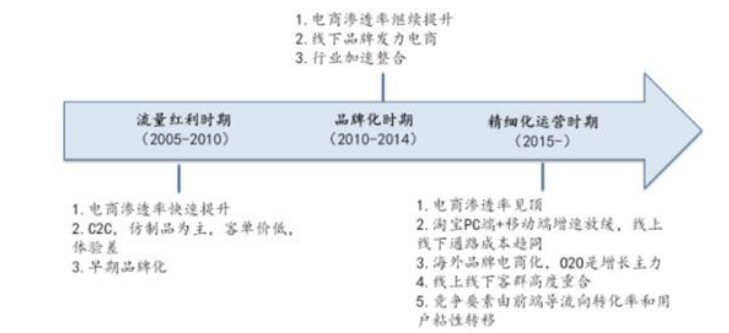 1.电商渗透率继续提升
2.线下品牌发力电商
3.行业加速整合
流量红利时期
(2005-2010)
品牌化时期
(2010-2014)
精细化运营时期
(2015-)
1.电商渗透率快速提升
2.C2C，仿制品为主，客单价低，
体验差
3.早期品牌化
1.电商渗透率见顶
2.淘宝PC端+移动端增速放缓，线上
线下通路成本趋同
3.海外品牌电商化，O2O是增长主力
4.线上线下客群高度重合
5.竞争要素由前端导流向转化率和用
户粘性转移